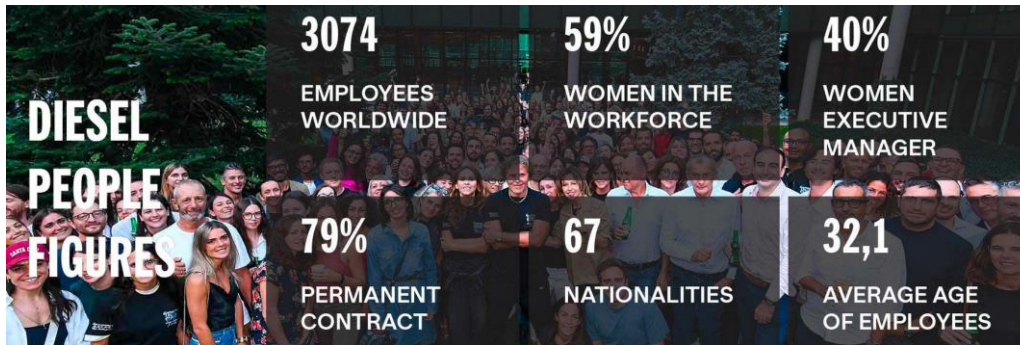 DIESEL
PEOPLE
FIGURES
3074
EMPLOYEES
WORLDWIDE
59%
WOMEN IN THE
WORKFORCE
40%
WOMEN
EXECUTIVE
MANAGER
79%
PERMANENT
CONTRACT
67
NATIONALITIES
32,1
AVERAGE AGE
OF EMPLOYEES